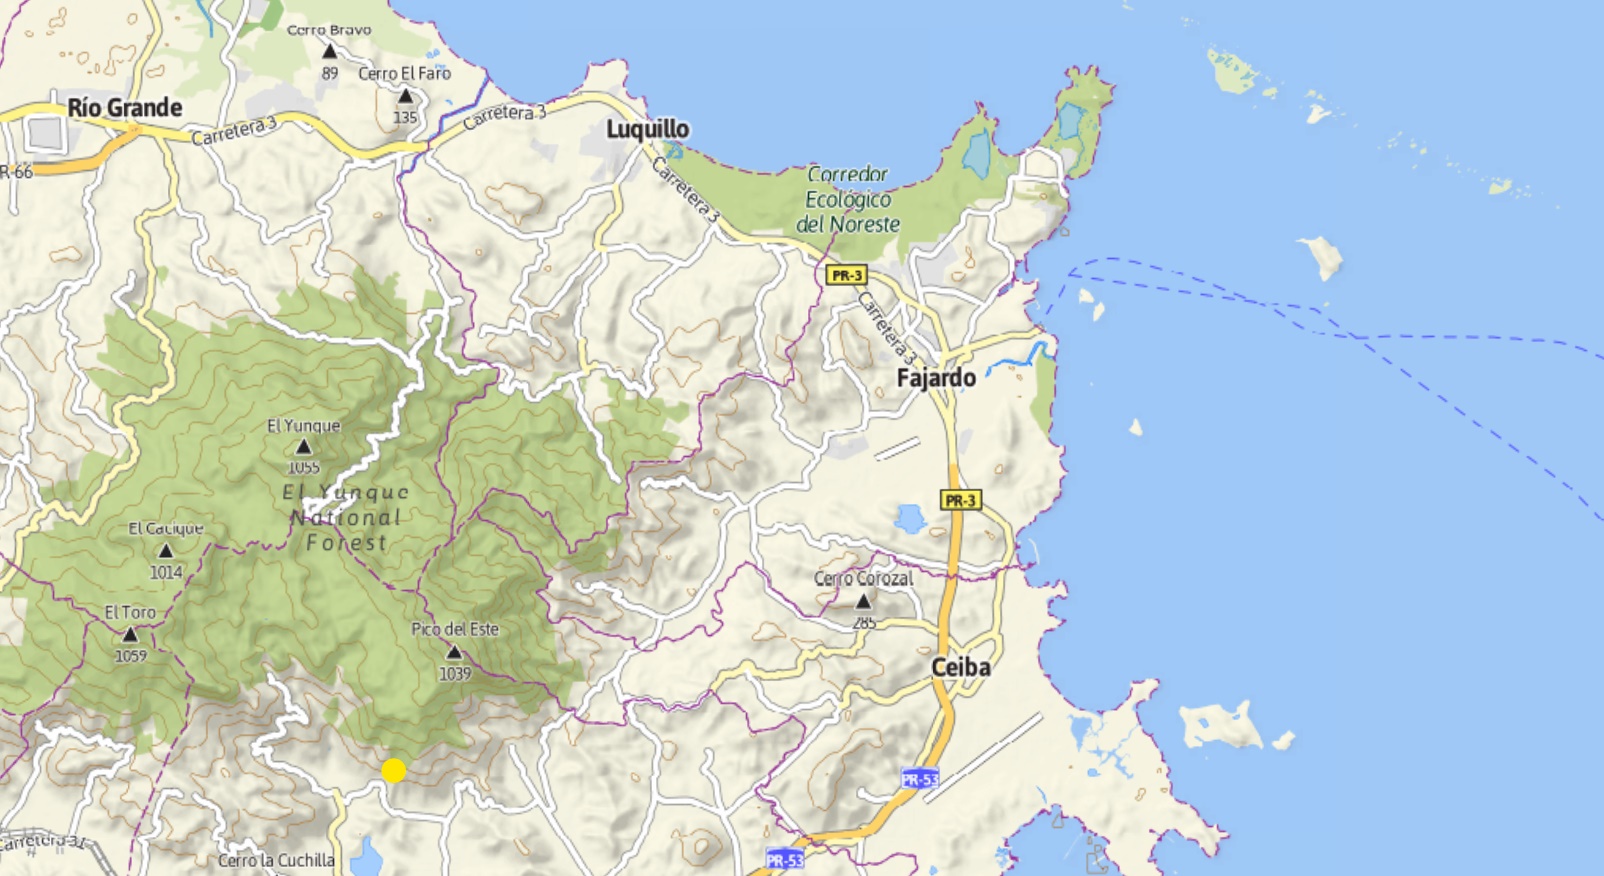 Cerro Bravo
89
Cerro El Faro
135
Río Grande
Carretera 3
Carretera 3
Luquillo
R-66
Carretera 3
Corredor
Ecológico
del Noreste
PR-3
Carretera 3
Fajardo
El Yunque
1055
El Yunque
National
Forest
PR-3
El Cacique
1014
Cerro Corozal
285
El Toro
1059
Pico del Este
1039
Ceiba
PR-53
Carretera 31
Cerro la Cuchilla
PR-53